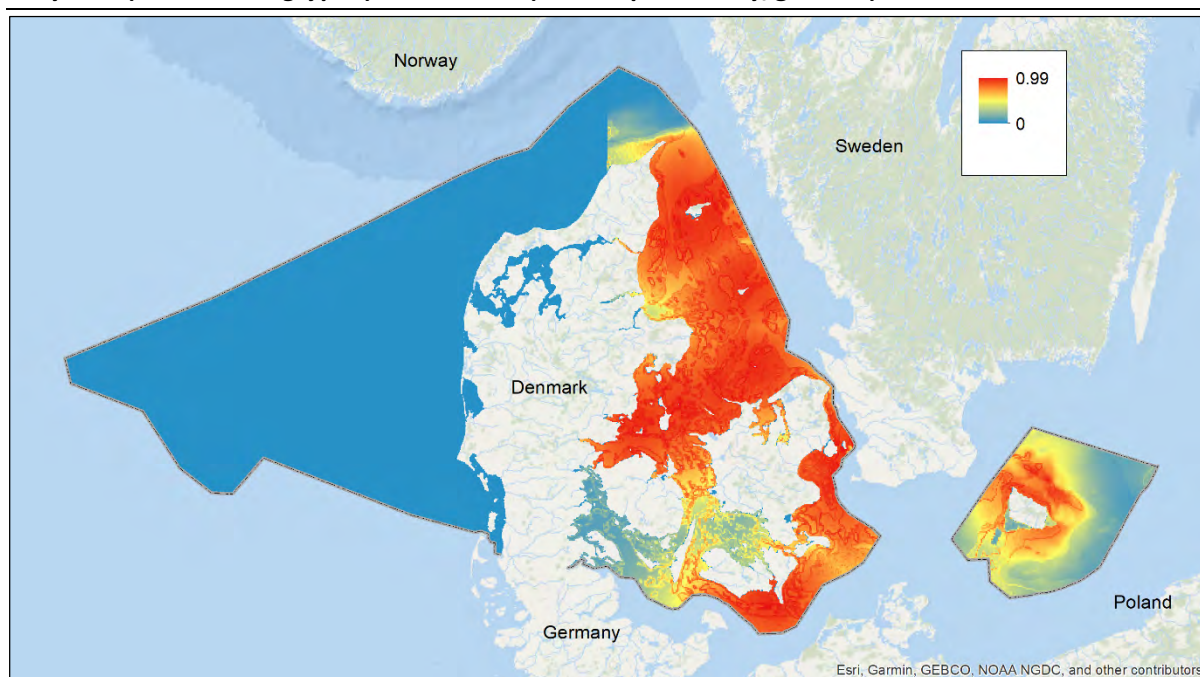 Norway
0.99
0
Sweden
Denmark
Germany
Poland
Esri, Garmin, GEBCO, NOAA NGDC, and other contributors